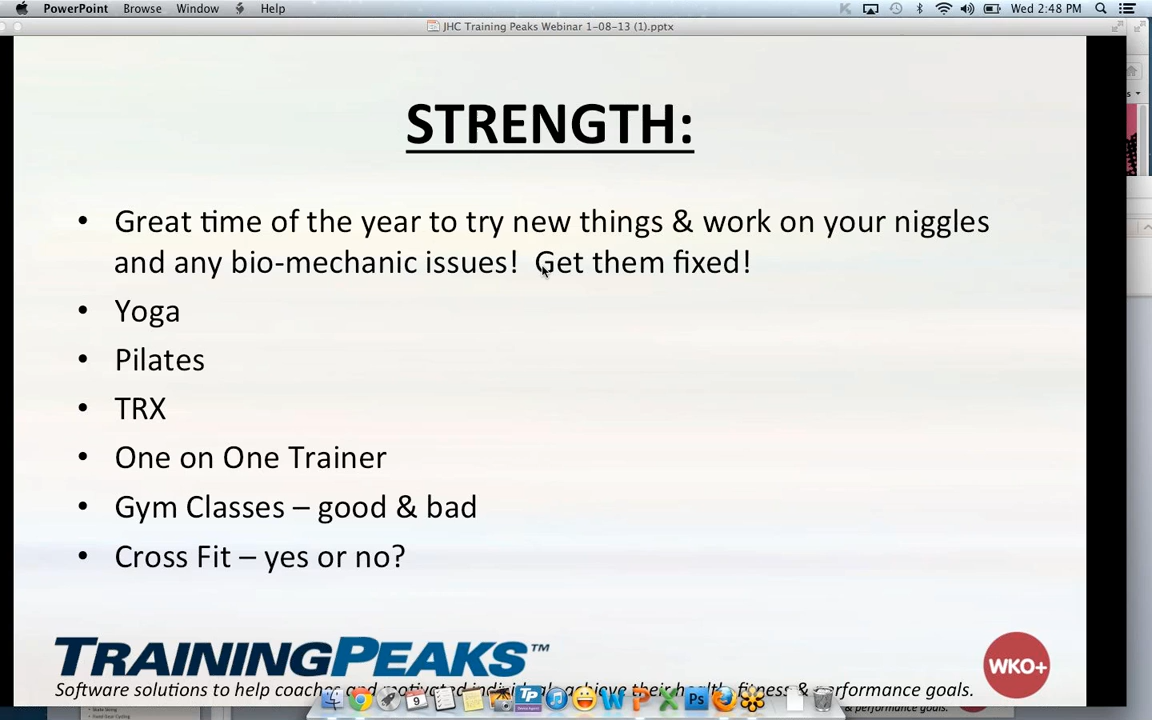 PowerPoint Browse Window Help Wed 2:48 PM
JHC Training Peaks Webinar 1-08-13 (1).pptx
STRENGTH:
• Great time of the year to try new things & work on your niggles
and any bio-mechanic issues! Get them fixed!
• Yoga
• Pilates
• TRX
• One on One Trainer
• Gym Classes – good & bad
• Cross Fit – yes or no?
TRAININGPEAKS™
WKO+
Software solutions to help coaches and motivated individuals achieve their health, fitness & performance goals.
& performance goals.